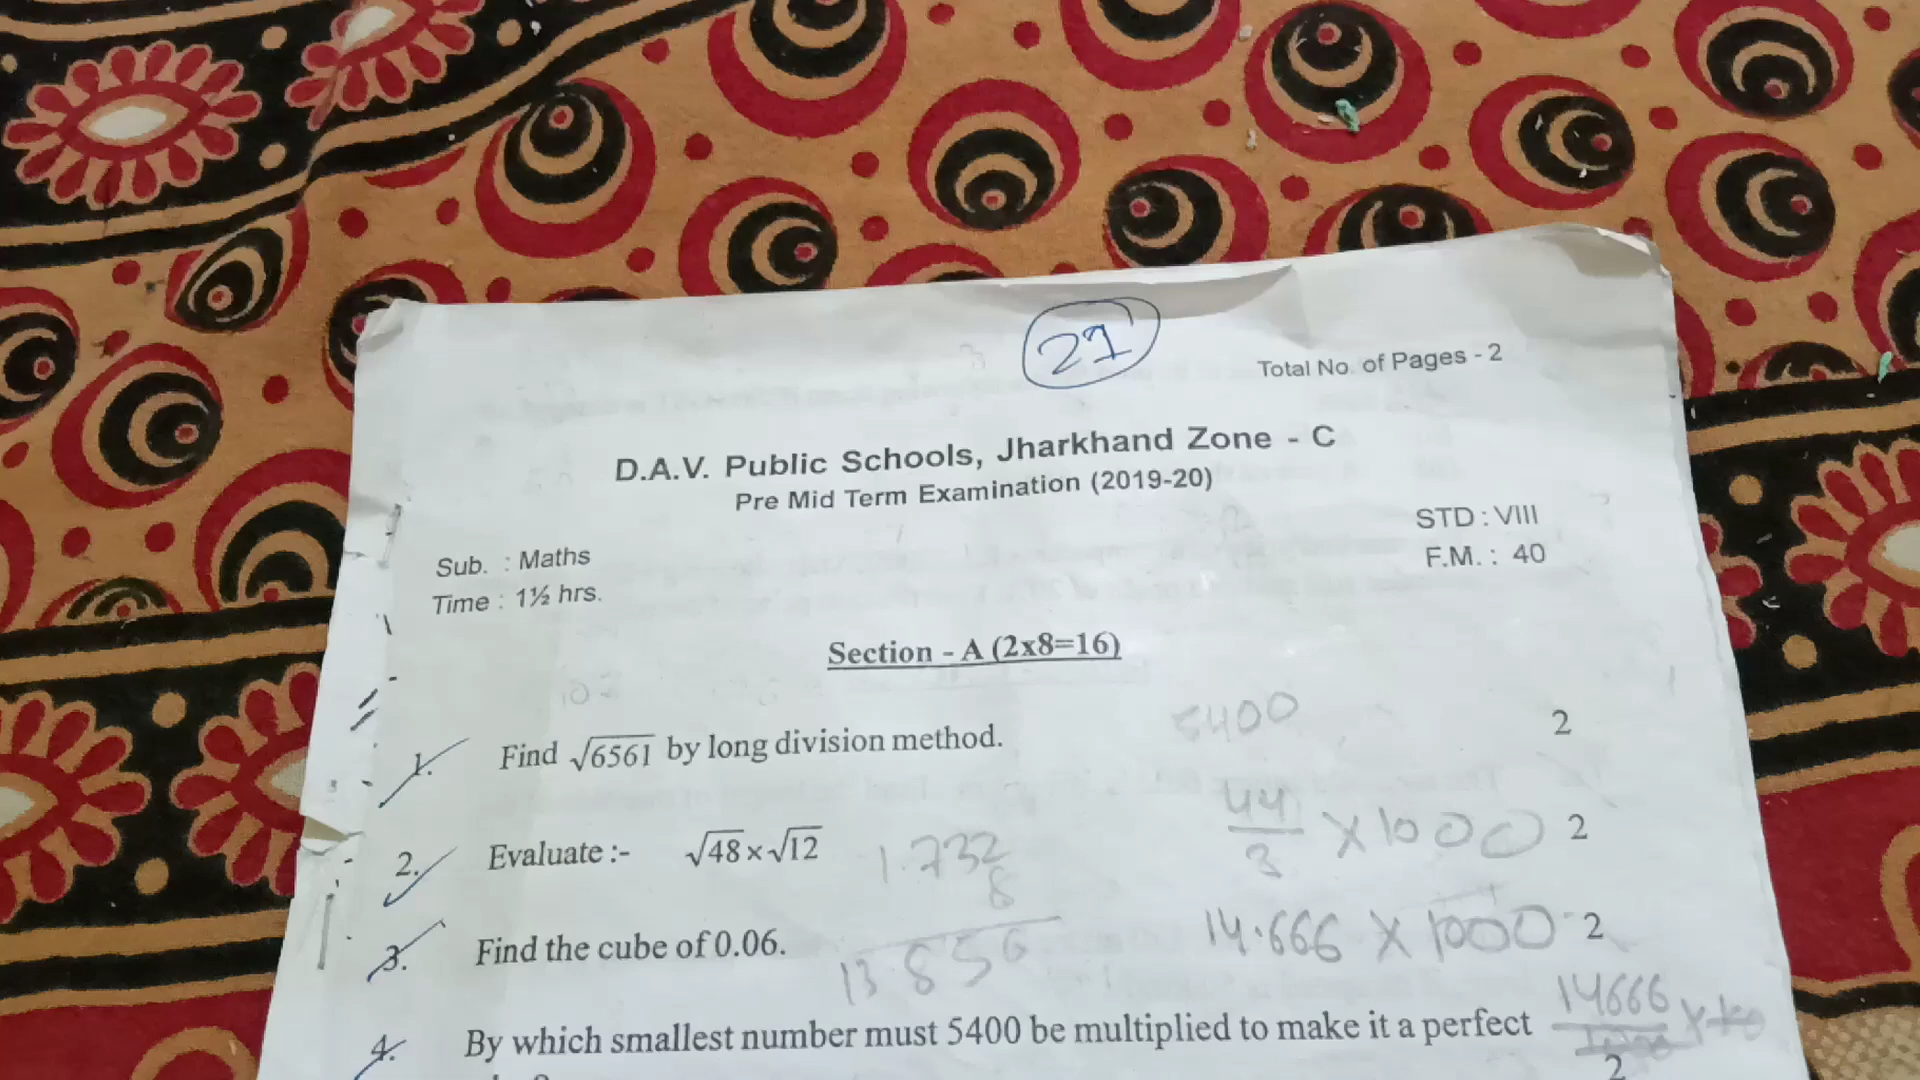 21
Total No. of Pages - 2
D.A.V. Public Schools, Jharkhand Zone - C
Pre Mid Term Examination (2019-20)
STD : VIII
Sub. : Maths
F.M. : 40
Time : 1½ hrs.
Section - A (2x8=16)
5400
1. Find √6561 by long division method. 2
44/3 × 1000
2. Evaluate :- √48 × √12 2
1.732
8
13856
3. Find the cube of 0.06. 2
14.666 × 1000
14666
4. By which smallest number must 5400 be multiplied to make it a perfect
2